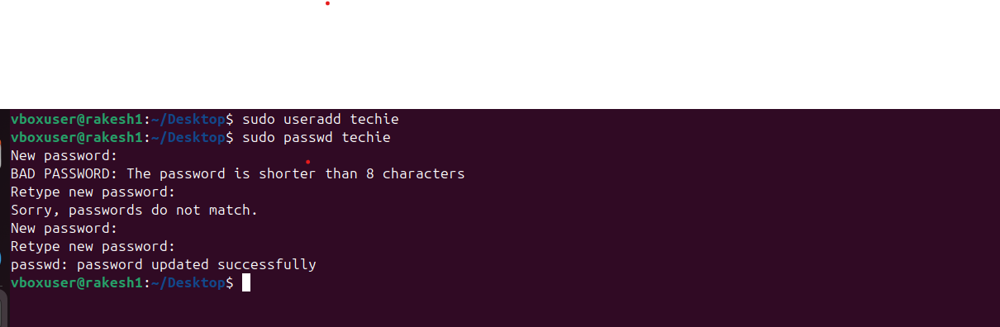 vboxuser@rakesh1:~/Desktop$ sudo useradd techie
vboxuser@rakesh1:~/Desktop$ sudo passwd techie
New password:
BAD PASSWORD: The password is shorter than 8 characters
Retype new password:
Sorry, passwords do not match.
New password:
Retype new password:
passwd: password updated successfully
vboxuser@rakesh1:~/Desktop$